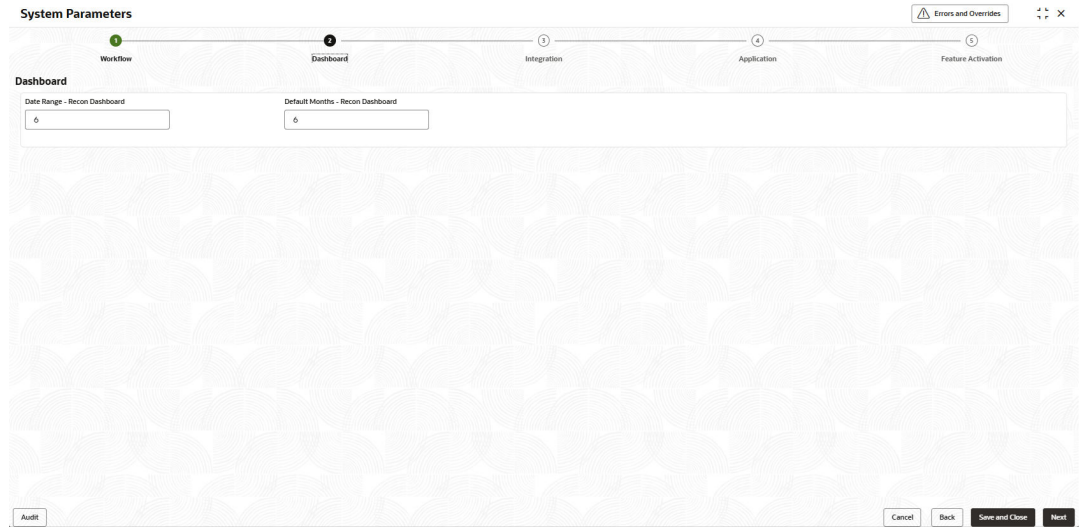 System Parameters
Errors and Overrides
1 2 3 4 5
Workflow Dashboard Integration Application Feature Activation
Dashboard
Date Range - Recon Dashboard Default Months - Recon Dashboard
6 6
Audit Cancel Back Save and Close Next